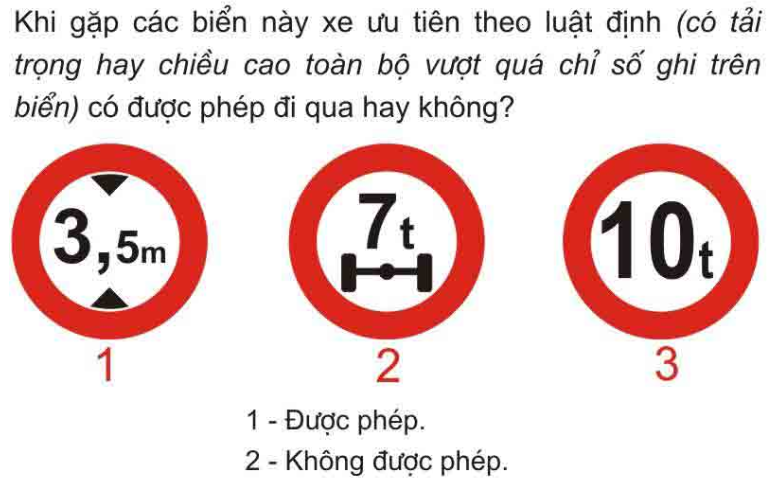 Khi gặp các biển này xe ưu tiên theo luật định (có tải
trọng hay chiều cao toàn bộ vượt quá chỉ số ghi trên
biển) có được phép đi qua hay không?
3,5m
7t
10t
1
2
3
1 - Được phép.
2 - Không được phép.